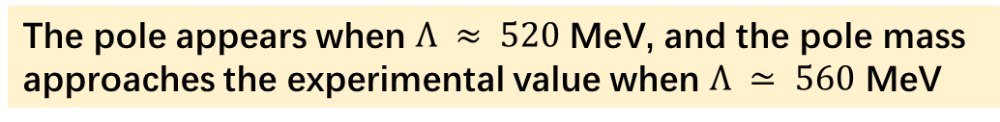 The pole appears when Λ ≈ 520 MeV, and the pole mass
approaches the experimental value when Λ ≃ 560 MeV